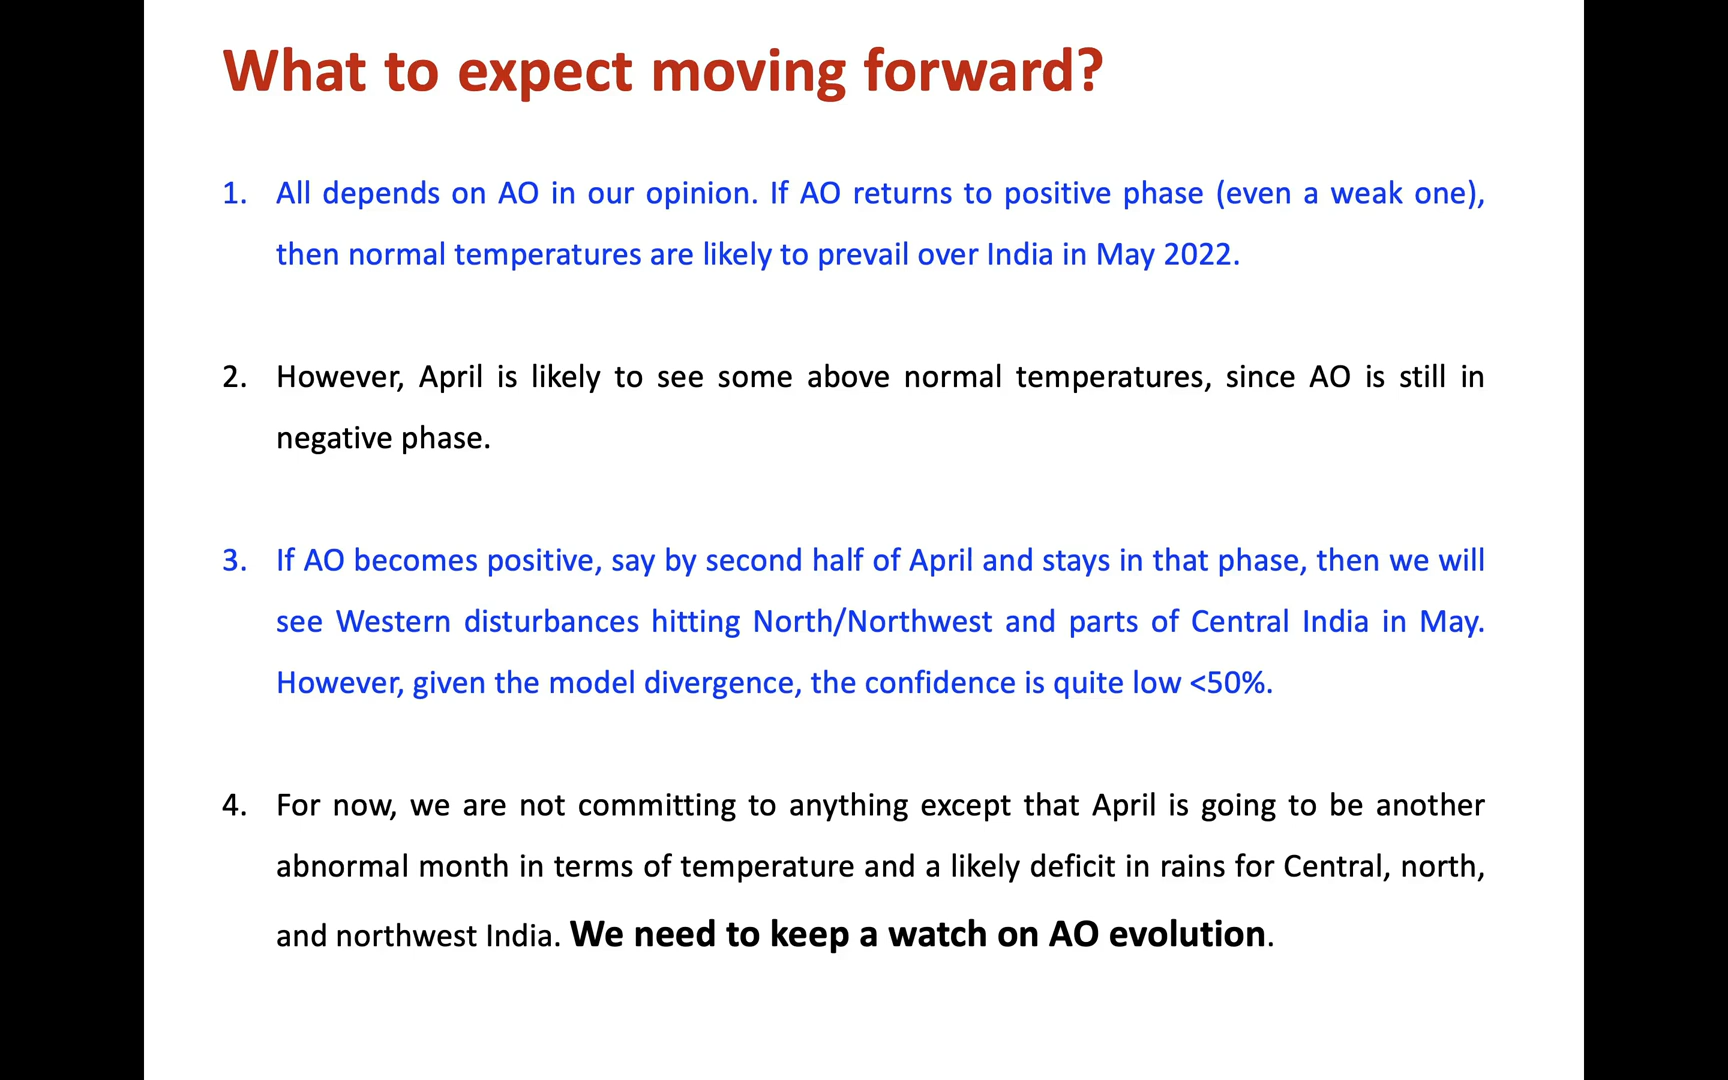 What to expect moving forward?
1. All depends on AO in our opinion. If AO returns to positive phase (even a weak one),
then normal temperatures are likely to prevail over India in May 2022.
2. However, April is likely to see some above normal temperatures, since AO is still in
negative phase.
3. If AO becomes positive, say by second half of April and stays in that phase, then we will
see Western disturbances hitting North/Northwest and parts of Central India in May.
However, given the model divergence, the confidence is quite low <50%.
4. For now, we are not committing to anything except that April is going to be another
abnormal month in terms of temperature and a likely deficit in rains for Central, north,
and northwest India. We need to keep a watch on AO evolution.